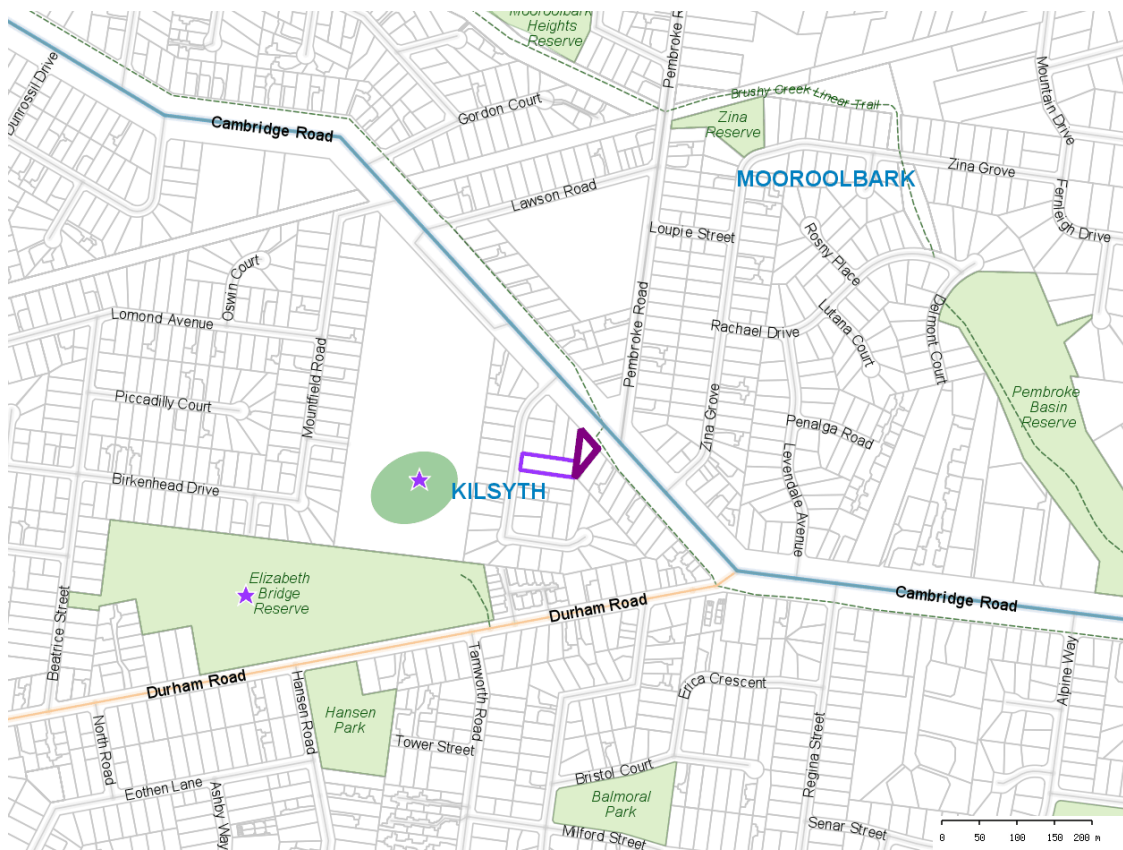 Mooroolbark
Heights
Reserve
Pembroke R
Dunrossil Drive
Cambridge Road
Gordon Court
Brushy Creek Linear Trail
Zina
Reserve
Mountain Drive
Zina Grove
MOOROOLBARK
Lawson Road
Loupie Street
Rosny Place
Fernleigh Drive
Oswin Court
Lomond Avenue
Mountfield Road
Pembroke Road
Rachael Drive
Lutana Court
Delmont Court
Piccadilly Court
Zina Grove
Penalga Road
Pembroke
Basin
Reserve
Levendale Avenue
Birkenhead Drive
KILSYTH
Elizabeth
Bridge
Reserve
Beatrice Street
Durham Road
Cambridge Road
Durham Road
Hansen Road
Tamworth Road
Erica Crescent
Alpine Way
Hansen
Park
North Road
Tower Street
Regina Street
Bristol Court
Eothen Lane
Ashby Way
Balmoral
Park
Milford Street
Senar Street
0 50 100 150 200 m